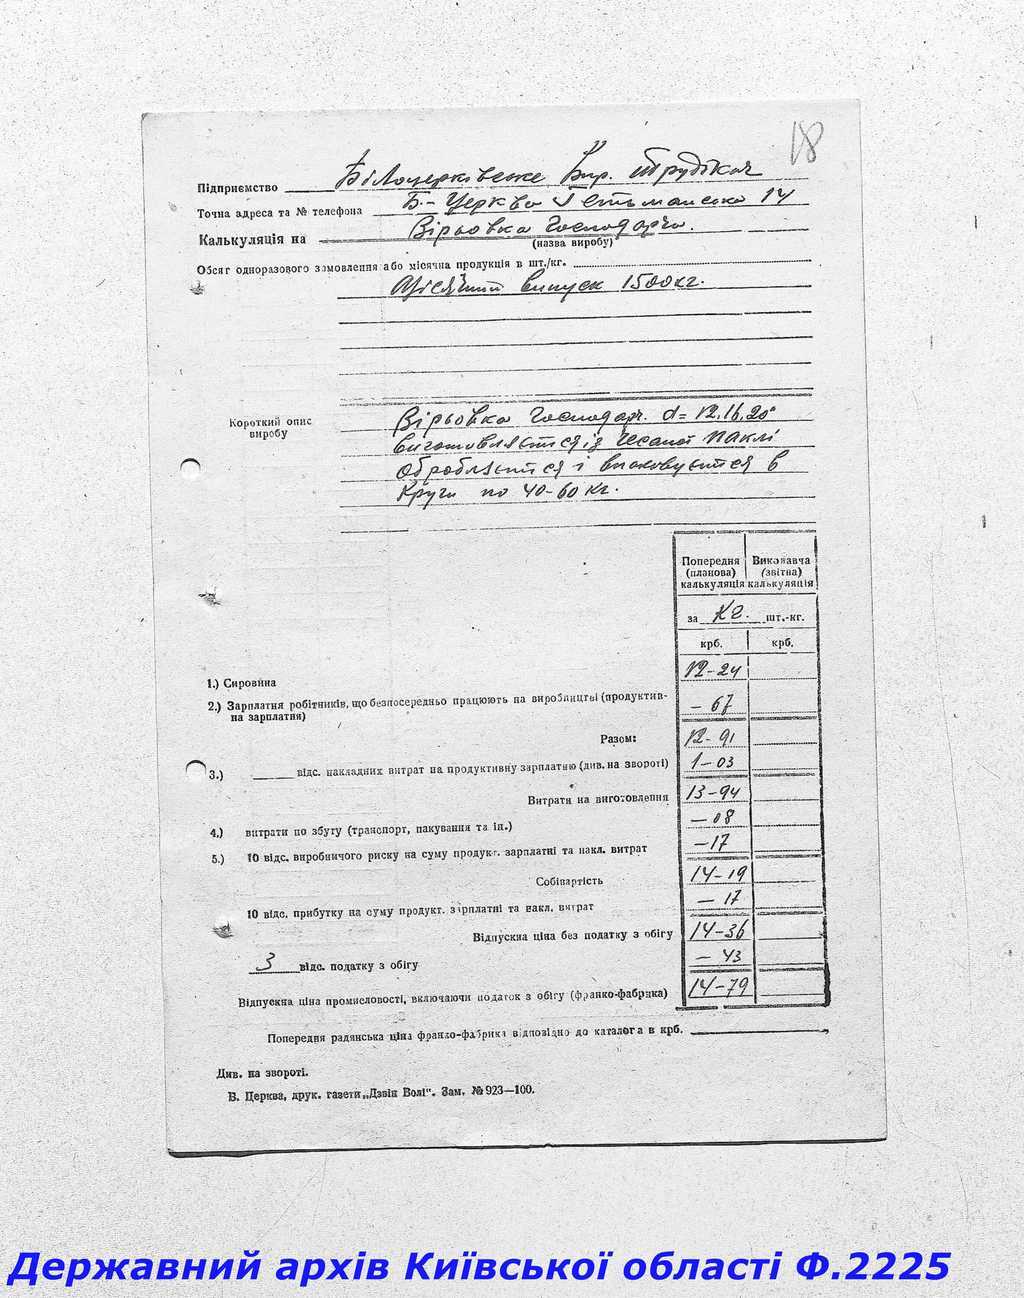 18
Підприємство Білоцерківське Вир.
Точна адреса та № телефона Б.-Церква Гетьманська 14
Калькуляція на Вірьовка Господарча.
(назва виробу)
Обсяг одноразового замовлення або місячна продукція в шт./кг.
Місячний випуск 1500 кг.
Короткий опис
виробу
Вірьовка Господарч. d= 12,16,20
виготовляється із Чесаної паклі
Обробляється і виковується в
Круги по 40-60 кг.
Попередня (планова) калькуляція
Виконавча (звітна) калькуляція
за кг. шт.-кг.
крб. крб.
1.) Сировина 12-24
2.) Зарплатня робітників, що безпосередньо працюють на виробництві (продуктив-
на зарплатня) — 67
Разом: 12-91
3.) відс. накладних витрат на продуктивну зарплатню (див. на звороті) 1-03
Витрати на виготовлення 13-94
4.) витрати по збуту (транспорт, пакування та ін.) —08
5.) 10 відс. виробничого риску на суму продукт. зарплатні та накл. витрат —17
Собівартість 14-19
10 відс. прибутку на суму продукт. зарплатні та накл. витрат — 17
Відпускна ціна без податку з обігу 14-36
3 відс. податку з обігу — 43
Відпускна ціна промисловості, включаючи податок з обігу (франко-фабрика) 14-79
Попередня радянська ціна франко-фабрика відповідно до каталога в крб.
Див. на звороті.
Б. Церква, друк. газети „Дзвін Волі". Зам. № 923—100.
Державний архів Київської області Ф.2225